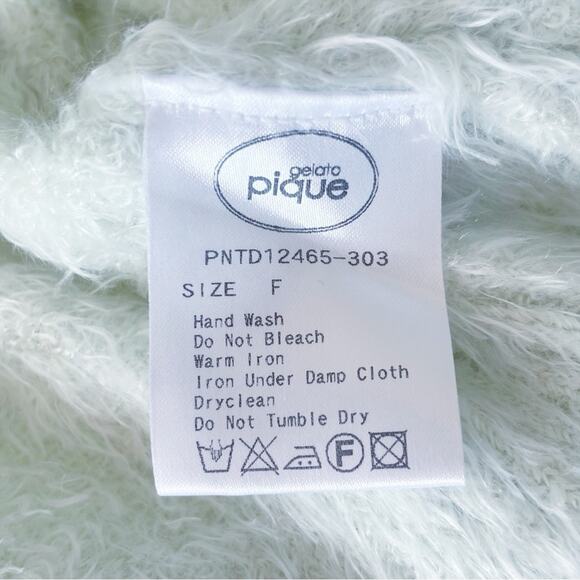 gelato
pique
PNTD12465-303
SIZE F
Hand Wash
Do Not Bleach
Warm Iron
Iron Under Damp Cloth
Dryclean
Do Not Tumble Dry
F